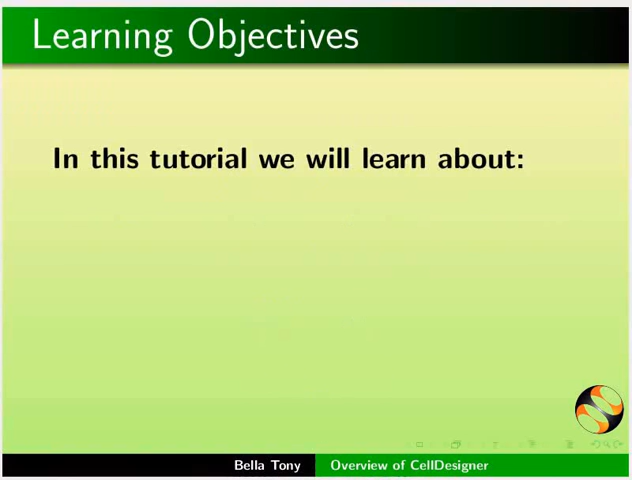 Learning Objectives
In this tutorial we will learn about:
Bella Tony
Overview of CellDesigner